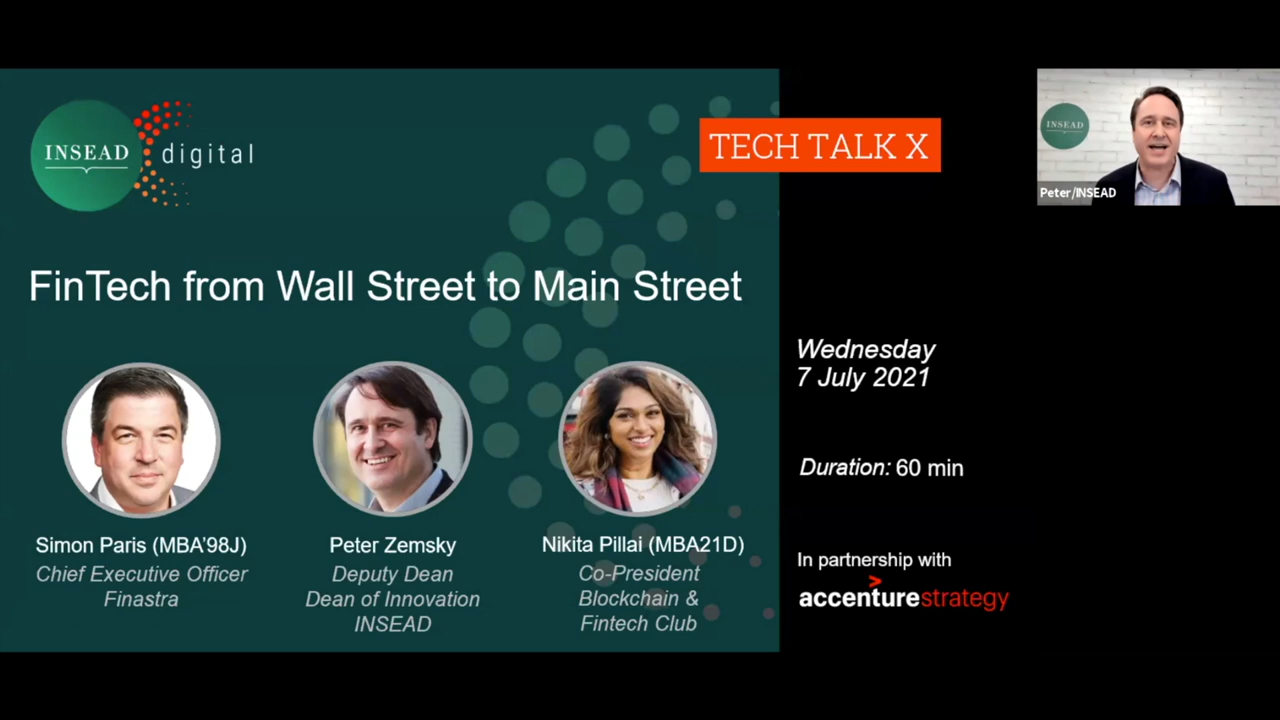 INSEAD
digital
TECH TALK X
INSEAD
Peter/INSEAD
FinTech from Wall Street to Main Street
Wednesday
7 July 2021
Duration: 60 min
Simon Paris (MBA'98J)
Chief Executive Officer
Finastra
Peter Zemsky
Deputy Dean
Dean of Innovation
INSEAD
Nikita Pillai (MBA21D)
Co-President
Blockchain &
Fintech Club
In partnership with
accenturestrategy